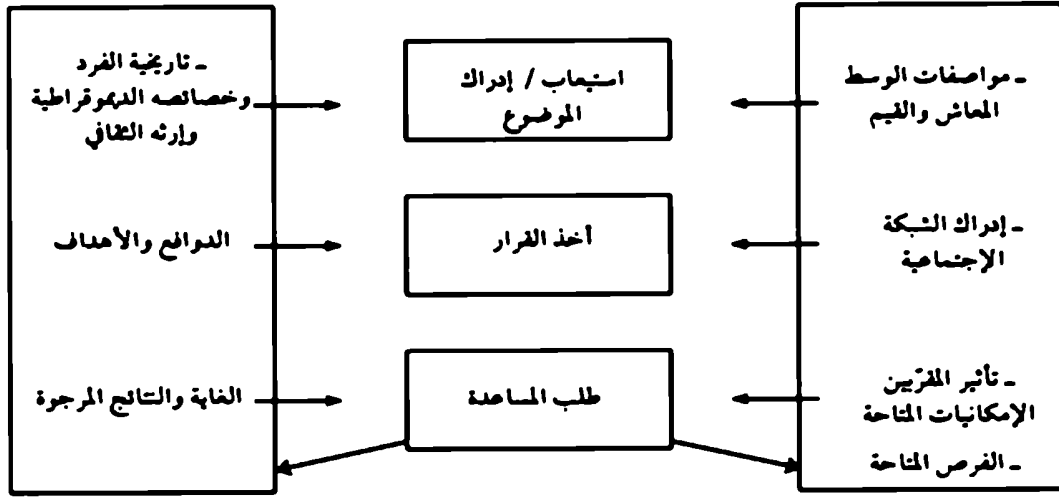 - مواصفات الوسط
المعاش والقيم
- إدراك الشبكة
الإجتماعية
- تأثير المقرّبين
الإمكانيات المتاحة
- الفرص المتاحة
استيعاب / إدراك
الموضوع
أخذ القرار
طلب المساعدة
- تاريخية الفرد
وخصائصه الديموقراطية
وإرثه الثقافي
الدوافع والأهداف
الغاية والنتائج المرجوة